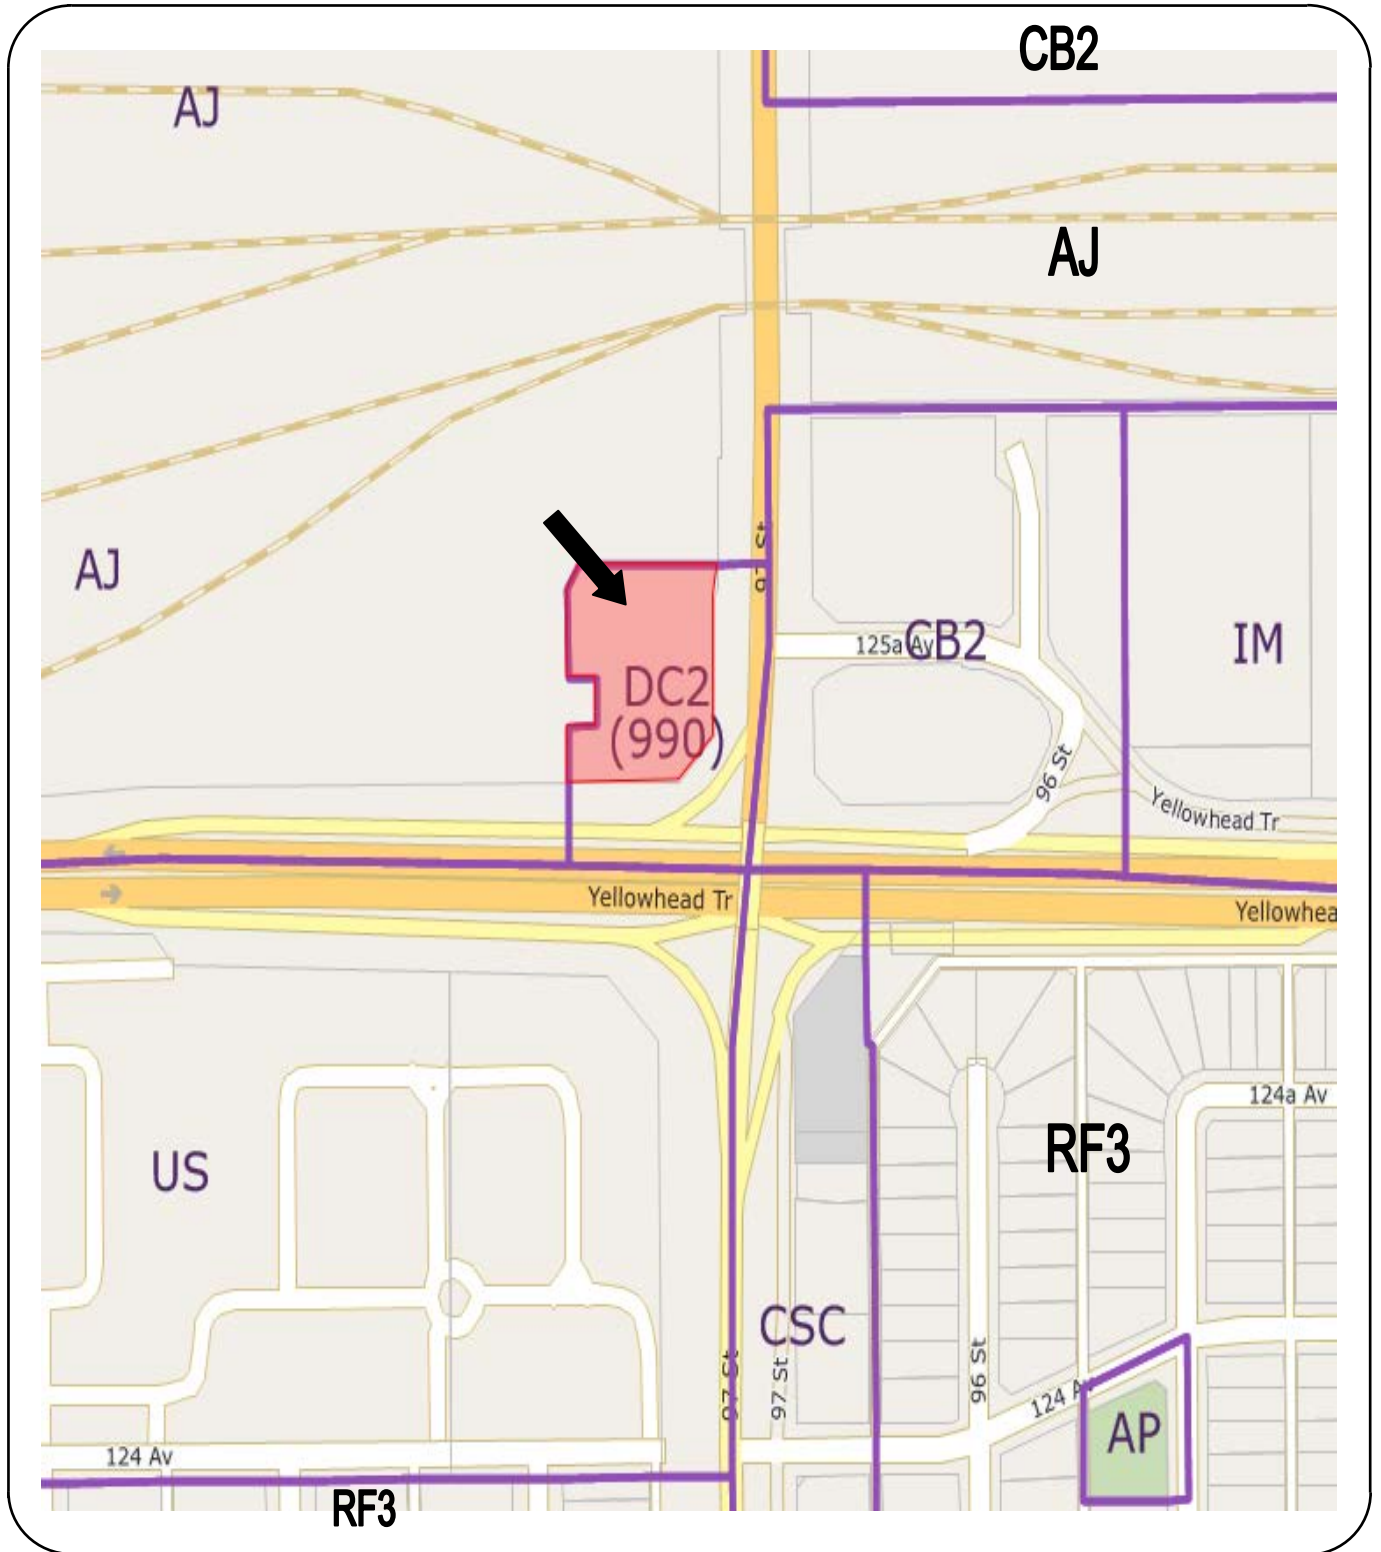 CB2
AJ
AJ
97 St
AJ
125a Av
CB2
IM
DC2
(990)
96 St
Yellowhead Tr
Yellowhead Tr
Yellowhea
124a Av
RF3
US
CSC
97 St
97 St
96 St
124 Av
AP
124 Av
RF3